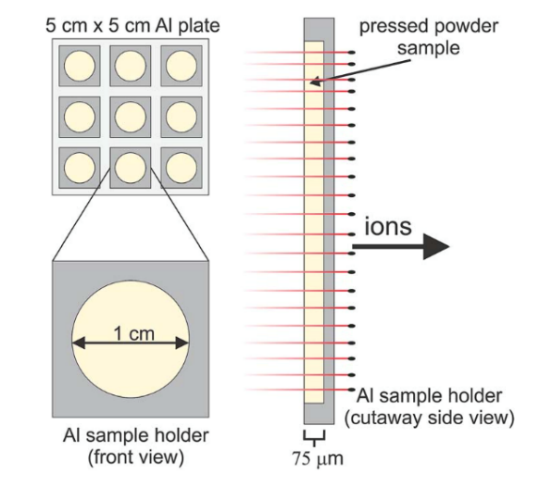 5 cm x 5 cm Al plate
pressed powder
sample
ions
1 cm
Al sample holder
(front view)
Al sample holder
(cutaway side view)
75 μm